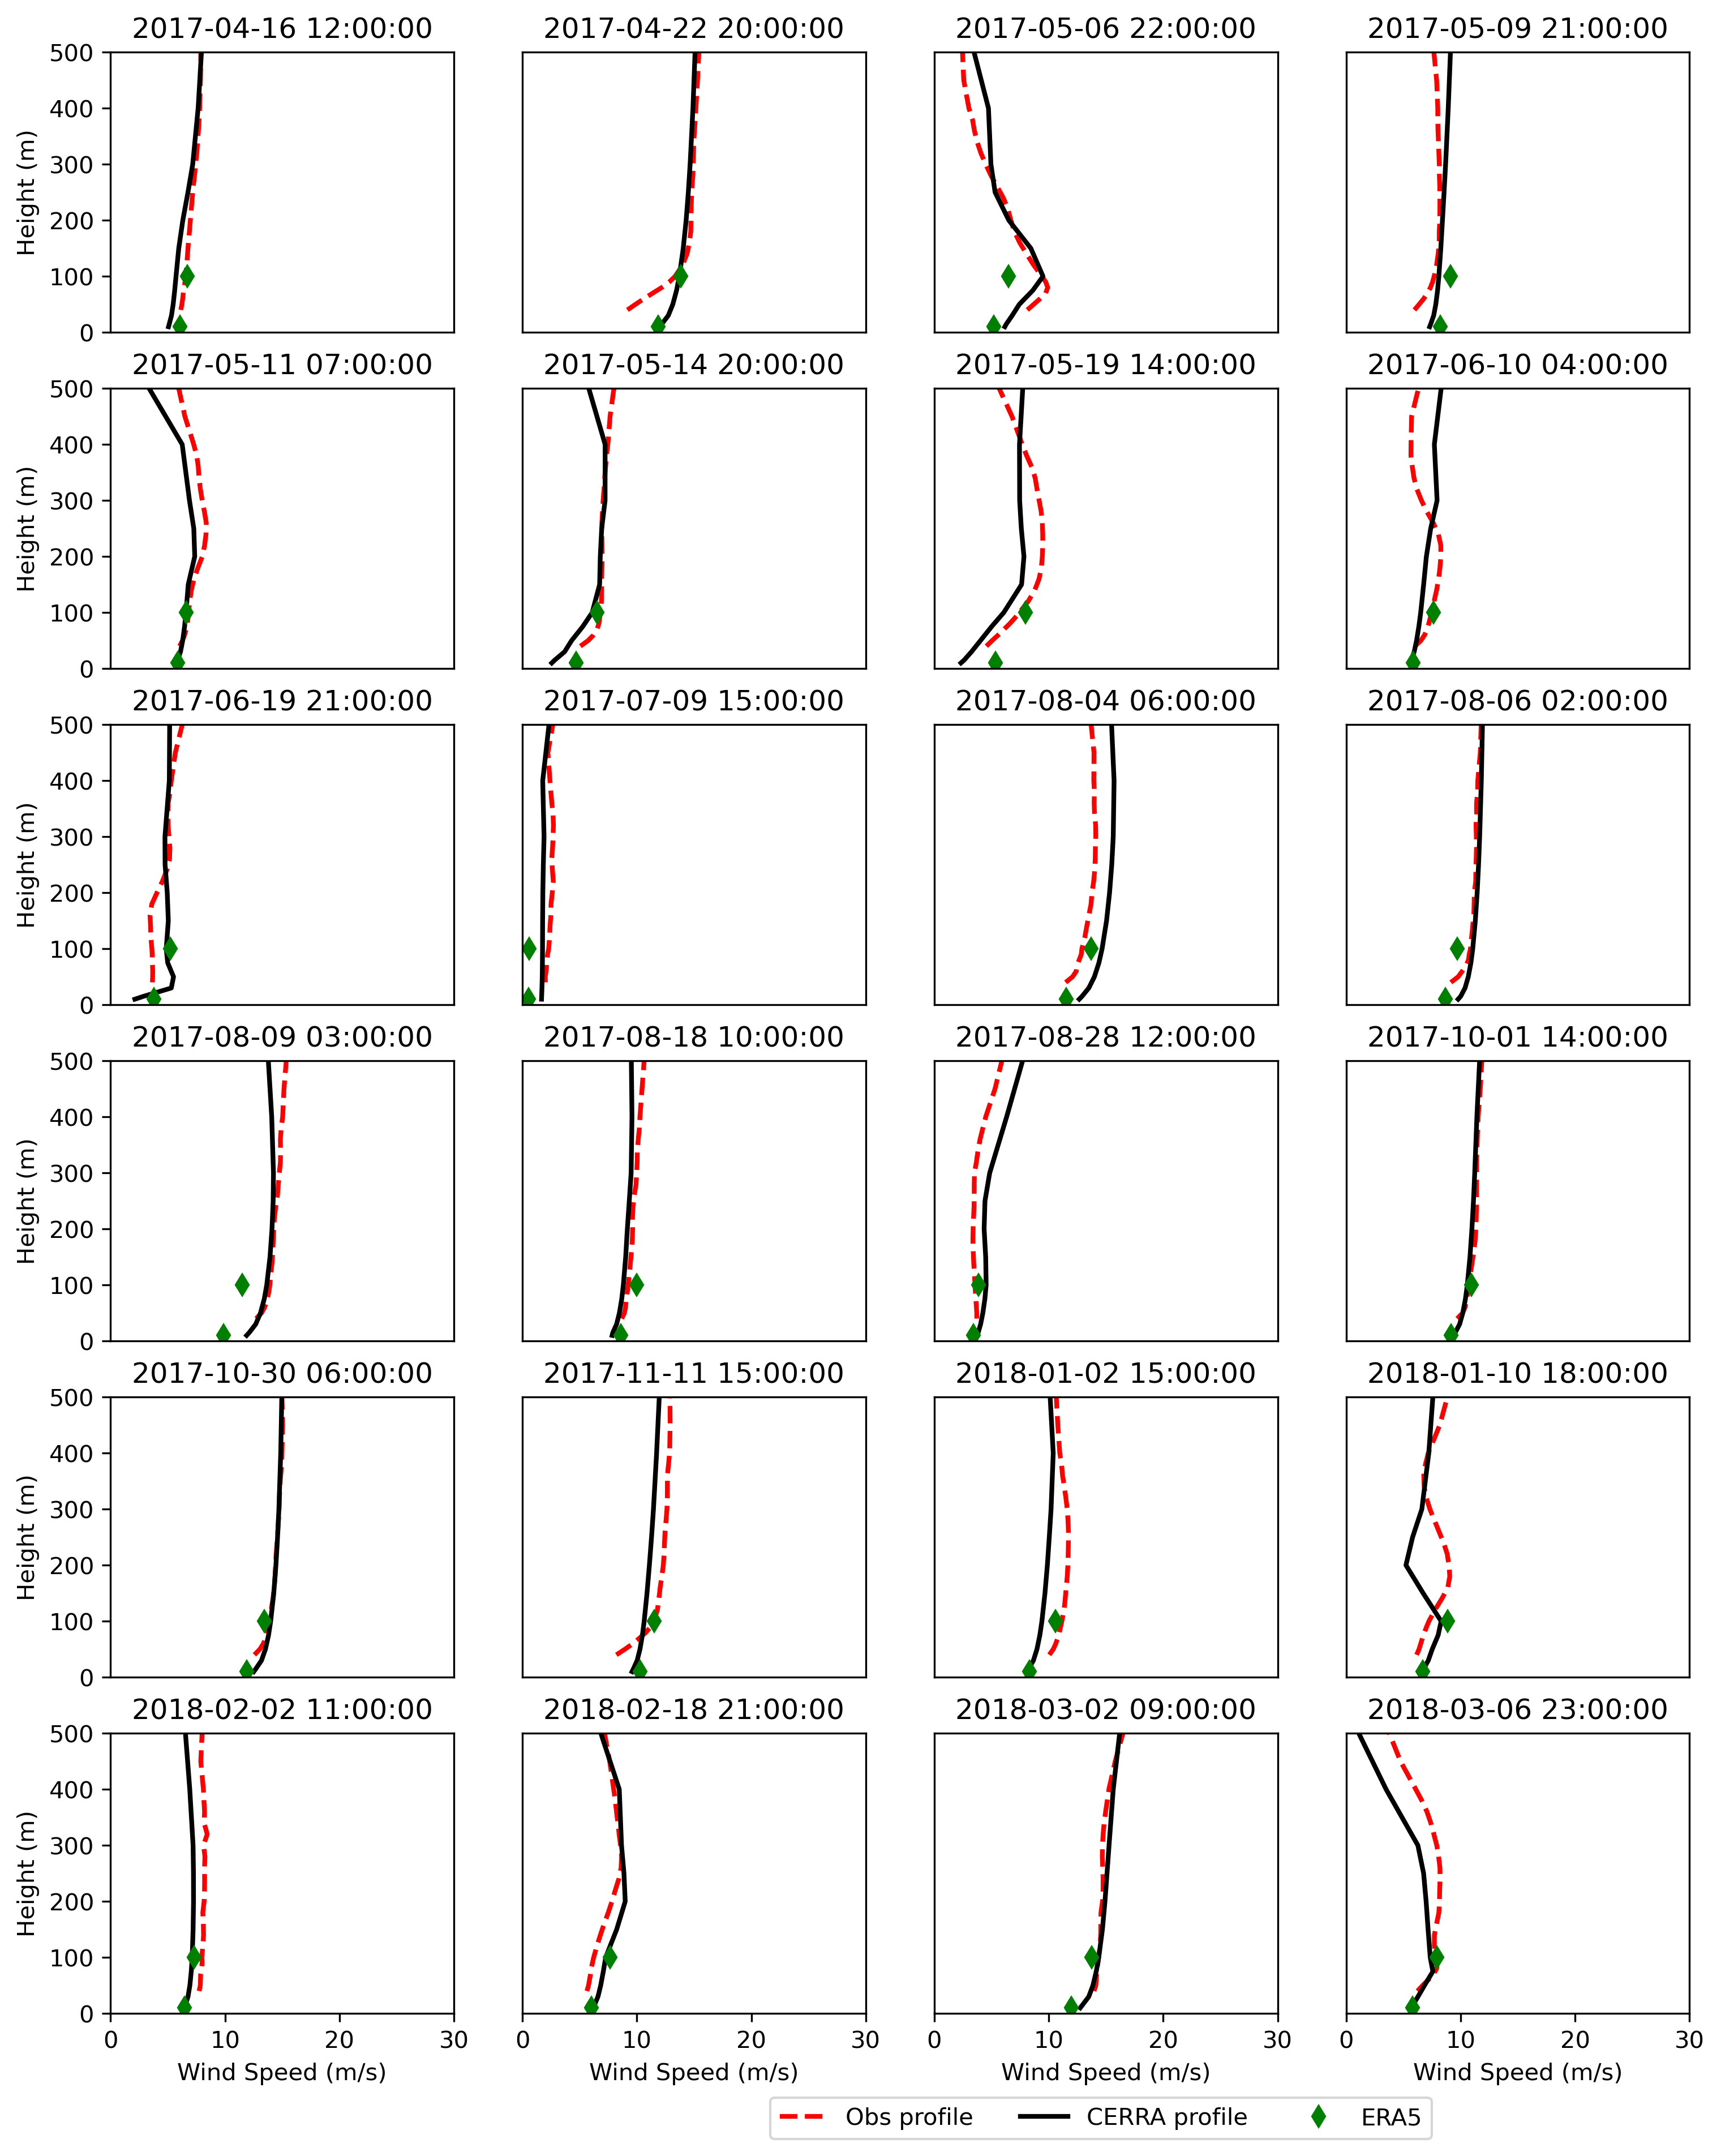 2017-04-16 12:00:00 2017-04-22 20:00:00 2017-05-06 22:00:00 2017-05-09 21:00:00
500
400
300
200
100
0
Height (m)
2017-05-11 07:00:00 2017-05-14 20:00:00 2017-05-19 14:00:00 2017-06-10 04:00:00
500
400
300
200
100
0
Height (m)
2017-06-19 21:00:00 2017-07-09 15:00:00 2017-08-04 06:00:00 2017-08-06 02:00:00
500
400
300
200
100
0
Height (m)
2017-08-09 03:00:00 2017-08-18 10:00:00 2017-08-28 12:00:00 2017-10-01 14:00:00
500
400
300
200
100
0
Height (m)
2017-10-30 06:00:00 2017-11-11 15:00:00 2018-01-02 15:00:00 2018-01-10 18:00:00
500
400
300
200
100
0
Height (m)
2018-02-02 11:00:00 2018-02-18 21:00:00 2018-03-02 09:00:00 2018-03-06 23:00:00
500
400
300
200
100
0
Height (m)
0 10 20 30 0 10 20 30 0 10 20 30 0 10 20 30
Wind Speed (m/s) Wind Speed (m/s) Wind Speed (m/s) Wind Speed (m/s)
Obs profile CERRA profile ERA5